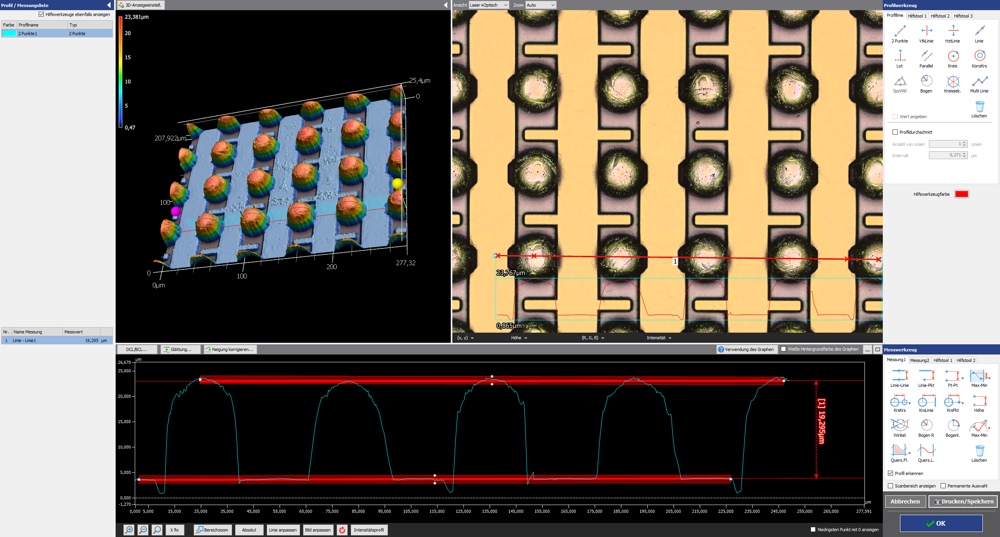 Profil / Messungsliste
Hilfswerkzeuge ebenfalls anzeigen
Farbe Profilname Typ
2 Punkte1 2 Punkte
Nr. Name Messung Messwert
1 Linie - Linie1 19,295 µm
3D-Anzeigeeinstell.
23,381µm
20
15
10
5
0,47
25,4µm
0
207,922µm
100
0
0µm
100
200
277,32
Ansicht Laser+Optisch Zoom Auto
1
23,767µm
0,865µm
(x, y) = Höhe = (R, G, B) = Intensität =
Profilwerkzeug
Profillinie Hilfstool 1 Hilfstool 2 Hilfstool 3
2 Punkte VtkLinie HztLinie Linie
Lot Parallel Kreis KonzKrs
SpzWkl Bogen Kreissek. Multi Linie
Wert angeben Löschen
Profildurchschnitt
Anzahl von Linien 1 Linien
Intervall 0,271 µm
Hilfswerkzeugfarbe
DCL/BCL... Glättung... Neigung korrigieren... Verwendung des Graphen Weiße Hintergrundfarbe des Graphen
µm
26,670
25,000
20,000
15,000
10,000
5,000
0,000
-1,270
[1] 19,295µm
µm
0,000 5,000 15,000 25,000 35,000 45,000 55,000 65,000 75,000 85,000 95,000 105,000 115,000 125,000 135,000 145,000 155,000 165,000 175,000 185,000 195,000 205,000 215,000 225,000 235,000 245,000 255,000 265,000 277,591
X fix Bereichzoom Absolut Linie anpassen Bild anpassen Intensitätsprofil Niedrigsten Punkt mit 0 anzeigen
Messwerkzeug
Messung1 Messung2 Hilfstool 1 Hilfstool 2
Linie-Linie Linie-Pkt Pt-Pt Max-Min
0
KrsKrs KrsLinie KrsPkt Höhe
Winkel Bogen R Bogenl. Max-Min
Quers.Fl. Quers.L. Löschen
Profil erkennen
Scanbereich anzeigen Permanente Auswahl
Abbrechen Drucken/Speichern
OK